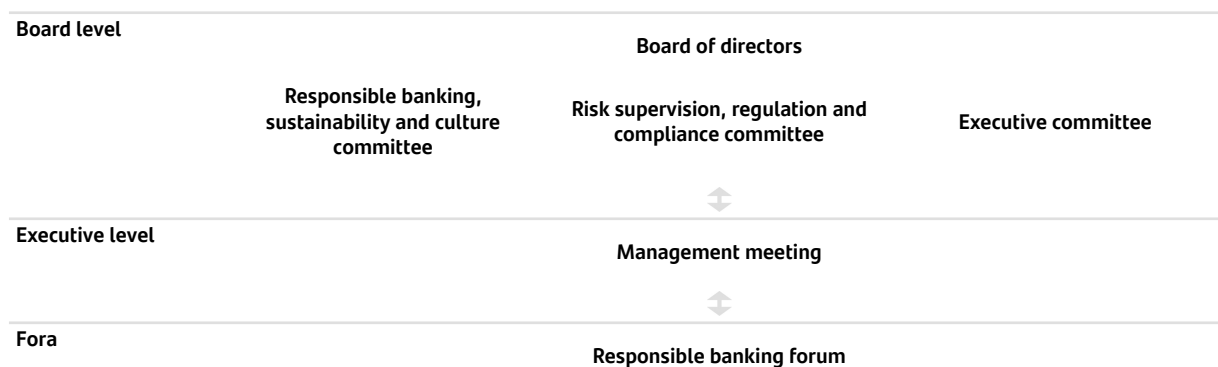 Board level
Board of directors
Responsible banking,
sustainability and culture
committee
Risk supervision, regulation and
compliance committee
Executive committee
Executive level
Management meeting
Fora
Responsible banking forum